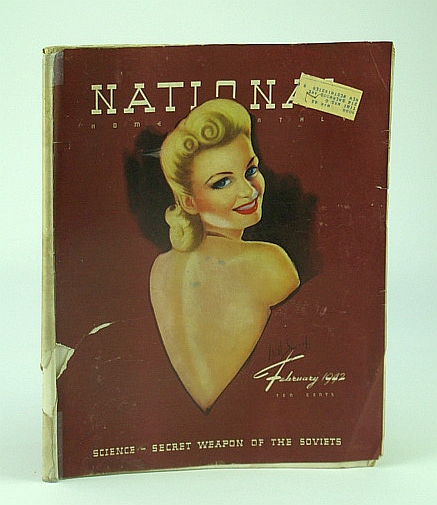 NATIONAL
HOME MONTHLY
February 1942
TEN CENTS
SCIENCE - SECRET WEAPON OF THE SOVIETS